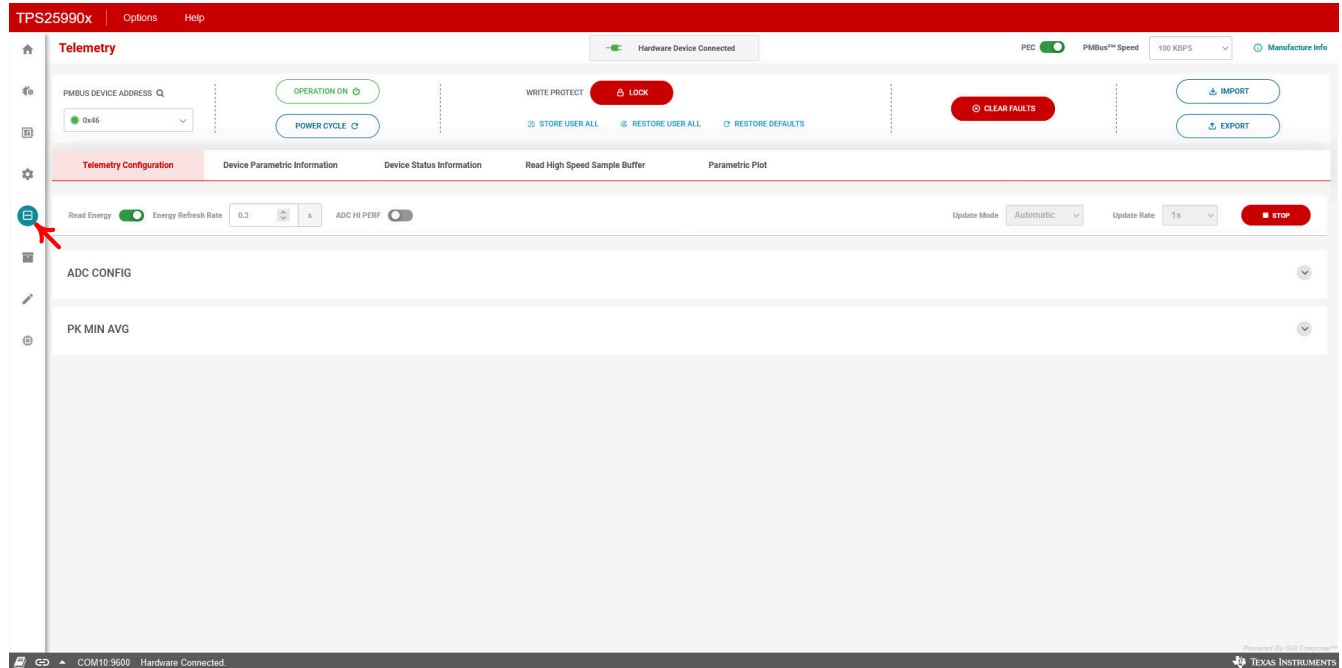 TPS25990x Options Help
Telemetry Hardware Device Connected PEC PMBus™ Speed 100 KBPS Manufacture Info
PMBUS DEVICE ADDRESS OPERATION ON WRITE PROTECT LOCK CLEAR FAULTS IMPORT
0x46 POWER CYCLE STORE USER ALL RESTORE USER ALL RESTORE DEFAULTS EXPORT
Telemetry Configuration Device Parametric Information Device Status Information Read High Speed Sample Buffer Parametric Plot
Read Energy Energy Refresh Rate 0.3 s ADC HI PERF Update Mode Automatic Update Rate 1s STOP
ADC CONFIG
PK MIN AVG
Powered By GUI Composer
COM10:9600 Hardware Connected. TEXAS INSTRUMENTS